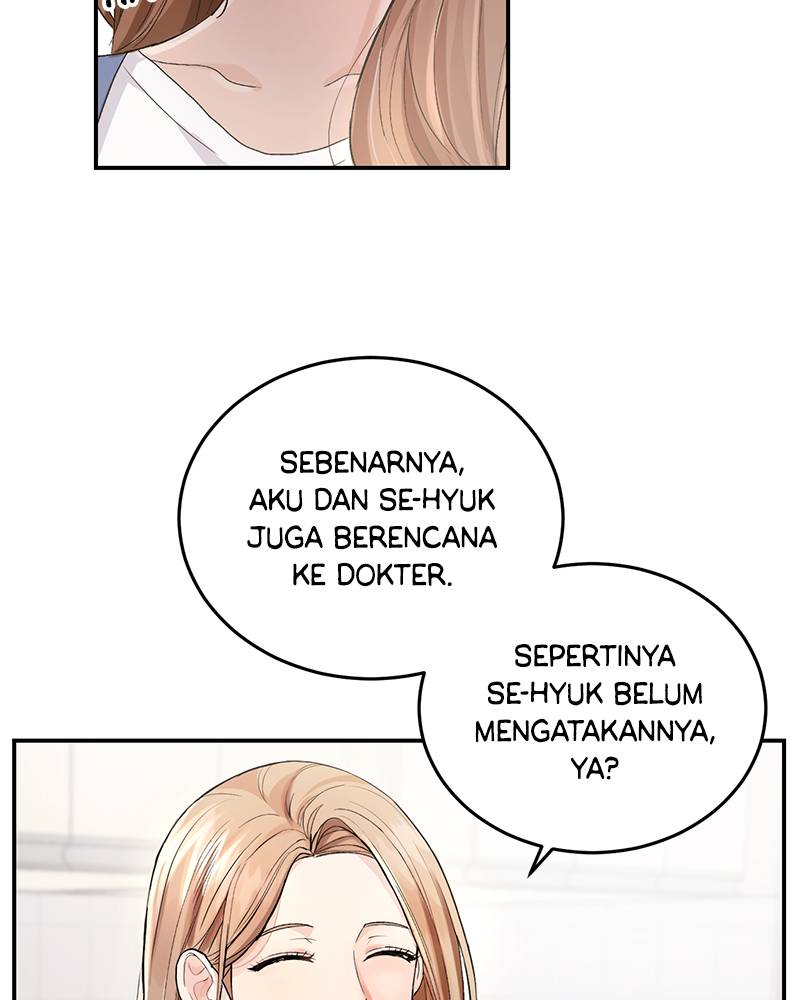 SEBENARNYA,
AKU DAN SE-HYUK
JUGA BERENCANA
KE DOKTER.
SEPERTINYA
SE-HYUK BELUM
MENGATAKANNYA,
YA?